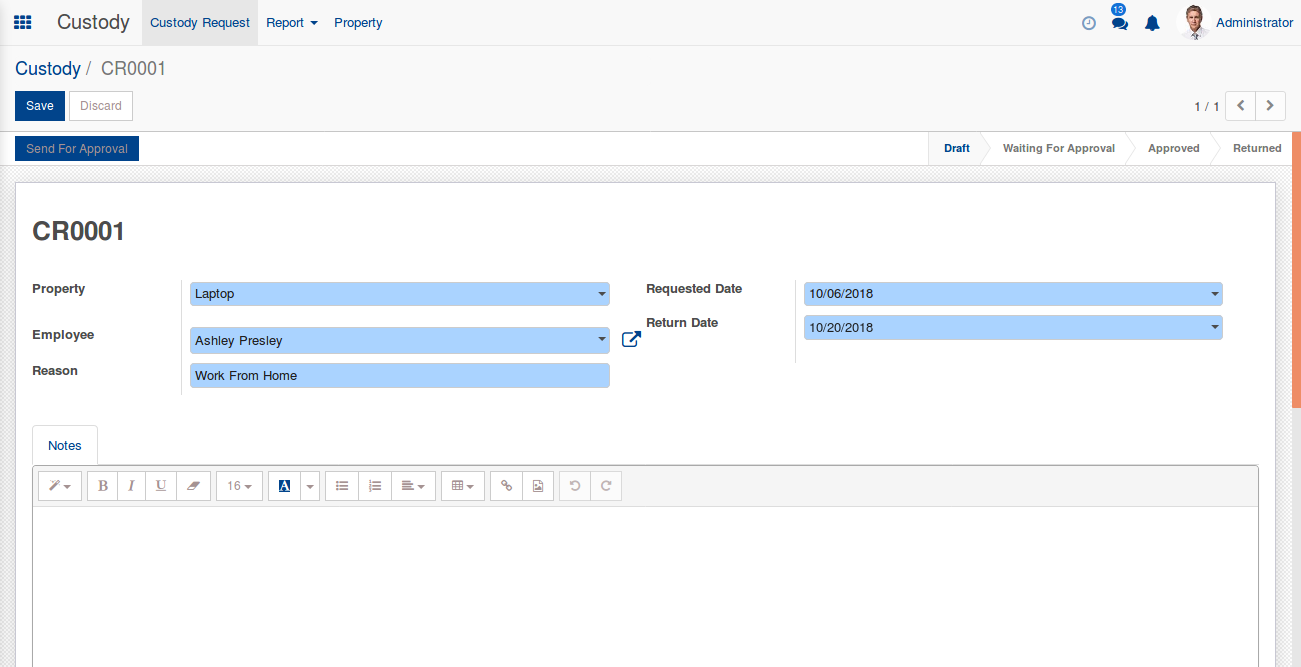 Custody Custody Request Report Property 13 Administrator
Custody / CR0001
Save Discard 1 / 1
Send For Approval Draft Waiting For Approval Approved Returned
CR0001
Property Laptop Requested Date 10/06/2018
Employee Ashley Presley Return Date 10/20/2018
Reason Work From Home
Notes
B I U 16 A